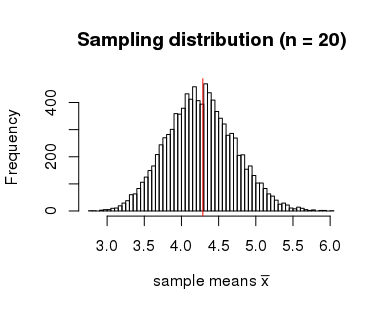 Sampling distribution (n = 20)
Frequency
400
200
0
3.0 3.5 4.0 4.5 5.0 5.5 6.0
sample means x̅